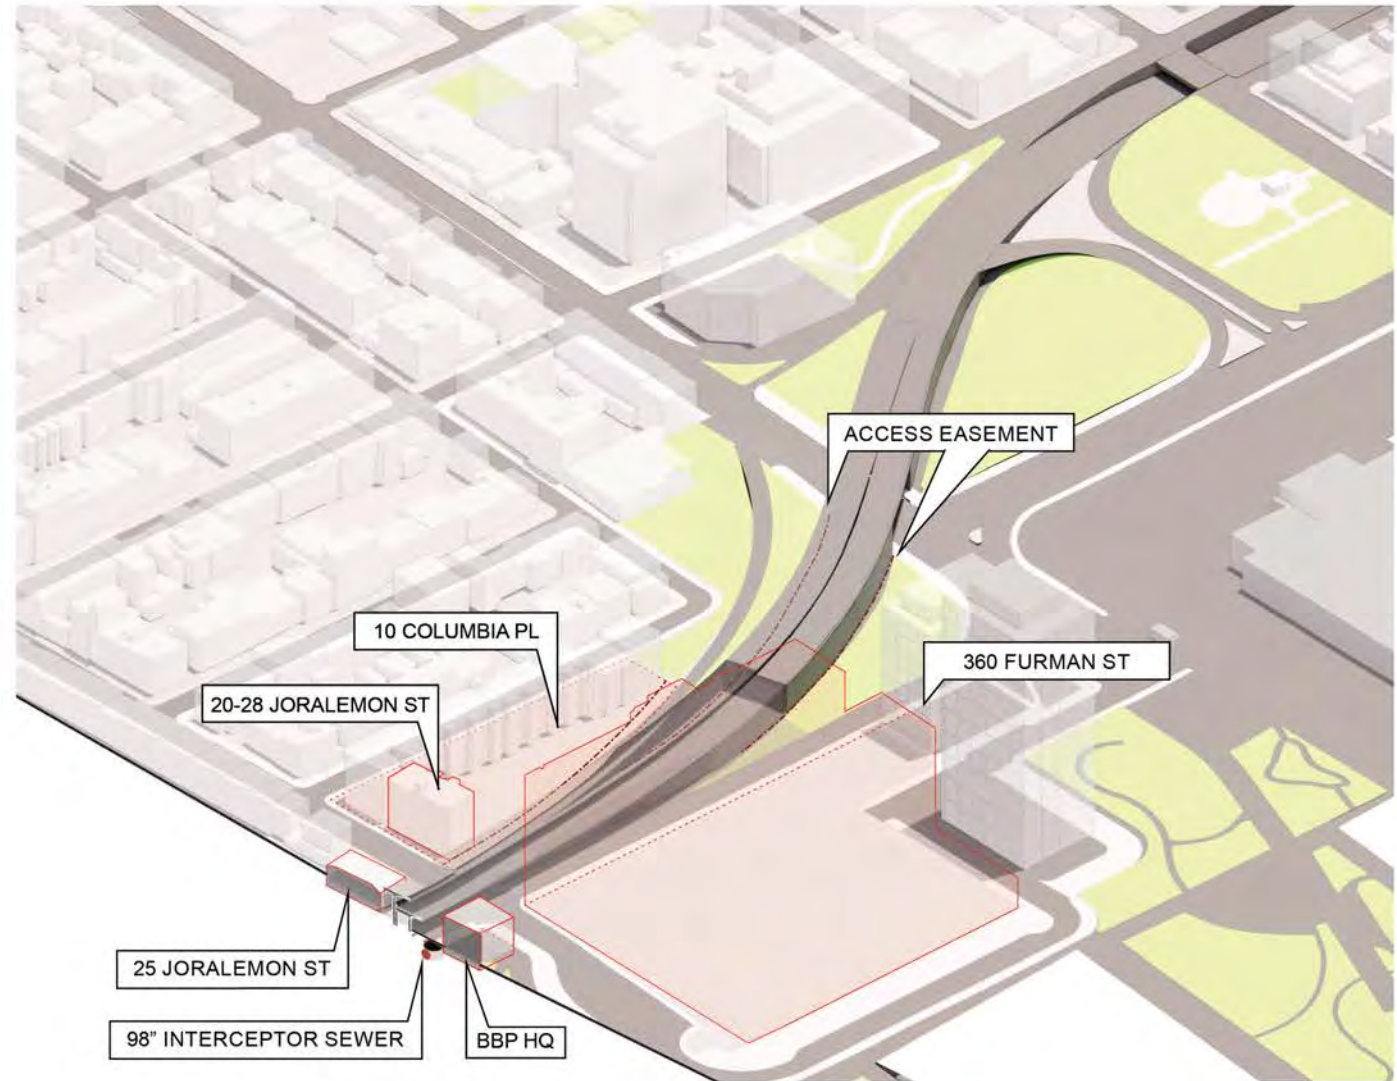 ACCESS EASEMENT
10 COLUMBIA PL
360 FURMAN ST
20-28 JORALEMON ST
25 JORALEMON ST
98" INTERCEPTOR SEWER
BBP HQ